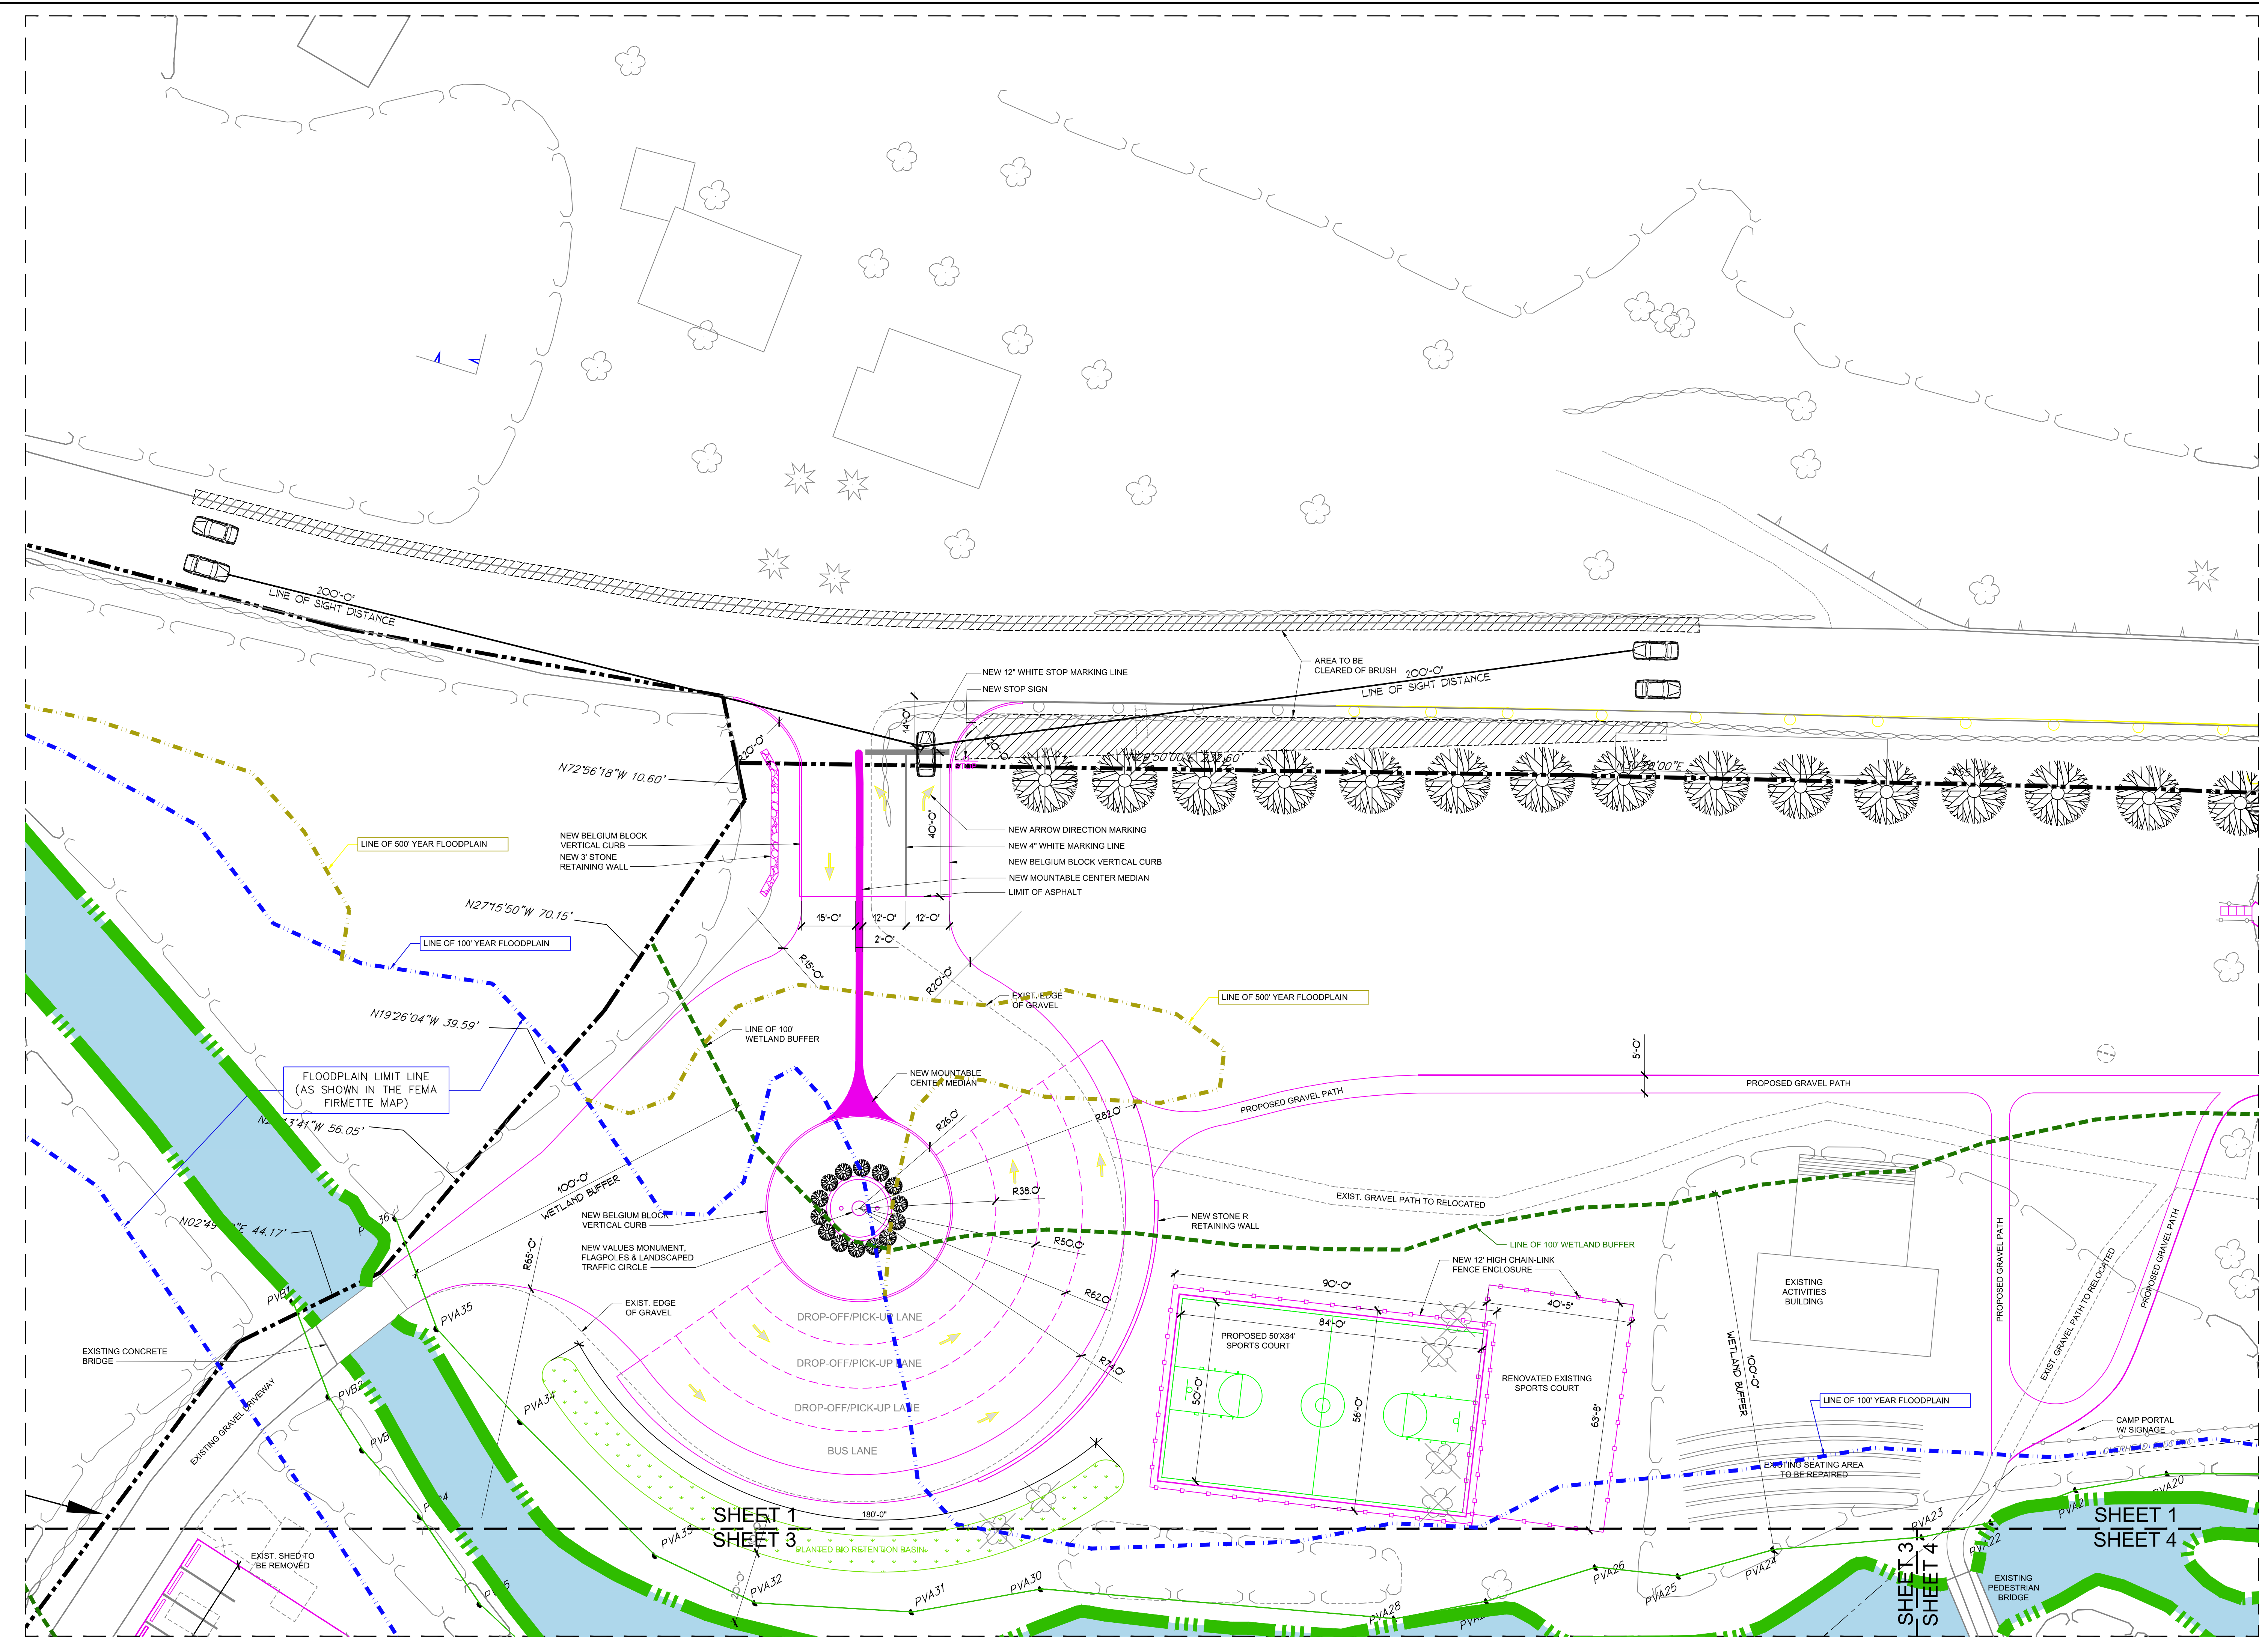 200'-0"
LINE OF SIGHT DISTANCE
AREA TO BE
CLEARED OF BRUSH
200'-0"
LINE OF SIGHT DISTANCE
NEW 12" WHITE STOP MARKING LINE
NEW STOP SIGN
14'-0"
R20'-0"
R20'-0"
N72°56'18"W 10.60'
NEW BELGIUM BLOCK
VERTICAL CURB
NEW 3' STONE
RETAINING WALL
40'-0"
NEW ARROW DIRECTION MARKING
NEW 4" WHITE MARKING LINE
NEW BELGIUM BLOCK VERTICAL CURB
NEW MOUNTABLE CENTER MEDIAN
LIMIT OF ASPHALT
LINE OF 500' YEAR FLOODPLAIN
N27°15'50"W 70.15'
15'-0"
12'-0"
12'-0"
2'-0"
LINE OF 100' YEAR FLOODPLAIN
R15'-0"
R20'-0"
EXIST. EDGE
OF GRAVEL
LINE OF 500' YEAR FLOODPLAIN
N19°26'04"W 39.59'
LINE OF 100'
WETLAND BUFFER
5'-0"
FLOODPLAIN LIMIT LINE
(AS SHOWN IN THE FEMA
FIRMETTE MAP)
NEW MOUNTABLE
CENTER MEDIAN
PROPOSED GRAVEL PATH
PROPOSED GRAVEL PATH
41"W 56.05'
R26.0'
R82.0'
100'-0"
WETLAND BUFFER
R38.0'
EXIST. GRAVEL PATH TO RELOCATED
44.17'
NEW BELGIUM BLOCK
VERTICAL CURB
NEW STONE R
RETAINING WALL
R50.0'
LINE OF 100' WETLAND BUFFER
NEW VALUES MONUMENT,
FLAGPOLES & LANDSCAPED
TRAFFIC CIRCLE
R65'-0"
NEW 12' HIGH CHAIN-LINK
FENCE ENCLOSURE
PROPOSED GRAVEL PATH
PROPOSED GRAVEL PATH
EXIST. GRAVEL PATH TO RELOCATED
EXISTING
ACTIVITIES
BUILDING
90'-0"
40'-5"
84'-0"
R62.0'
EXIST. EDGE
OF GRAVEL
DROP-OFF/PICK-UP LANE
PVA35
EXISTING CONCRETE
BRIDGE
PROPOSED 50'X84'
SPORTS COURT
DROP-OFF/PICK-UP LANE
R74.0'
RENOVATED EXISTING
SPORTS COURT
WETLAND BUFFER
100'-0"
50'-0"
56'-0"
63'-8"
DROP-OFF/PICK-UP LANE
PVB2
EXISTING GRAVEL DRIVEWAY
PVA34
LINE OF 100' YEAR FLOODPLAIN
CAMP PORTAL
W/ SIGNAGE
BUS LANE
EXISTING SEATING AREA
TO BE REPAIRED
PVA20
SHEET 1
180'-0"
SHEET 3
PVA33
PLANTED BIO RETENTION BASIN
EXIST. SHED TO
BE REMOVED
PVA32
PVA31
PVA30
PVA28
PVA26
PVA25
PVA24
PVA23
PVA22
SHEET 1
SHEET 4
SHEET 3
SHEET 4
EXISTING
PEDESTRIAN
BRIDGE